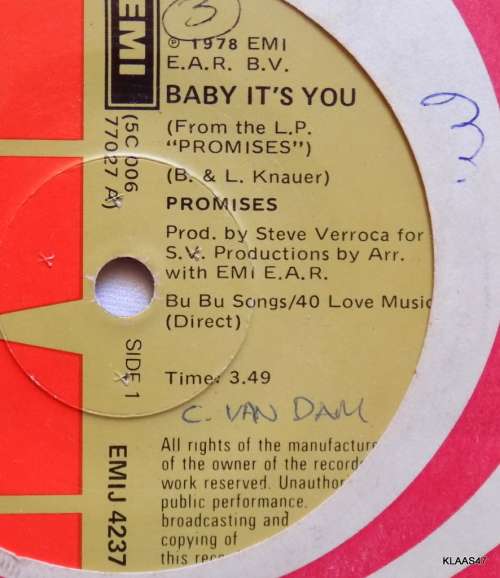 3
EMI
℗ 1978 EMI
E.A.R. B.V.
BABY IT'S YOU
(From the L.P.
"PROMISES")
(B. & L. Knauer)
PROMISES
Prod. by Steve Verroca for
S.V. Productions by Arr.
with EMI E.A.R.
Bu Bu Songs/40 Love Music
(Direct)
Time: 3.49
C. VAN DAM
(5C 006
77027 A)
SIDE 1
EMIJ 4237
All rights of the manufacture
of the owner of the record
work reserved. Unauthor
public performance,
broadcasting and
copying of
this rec
KLAAS47